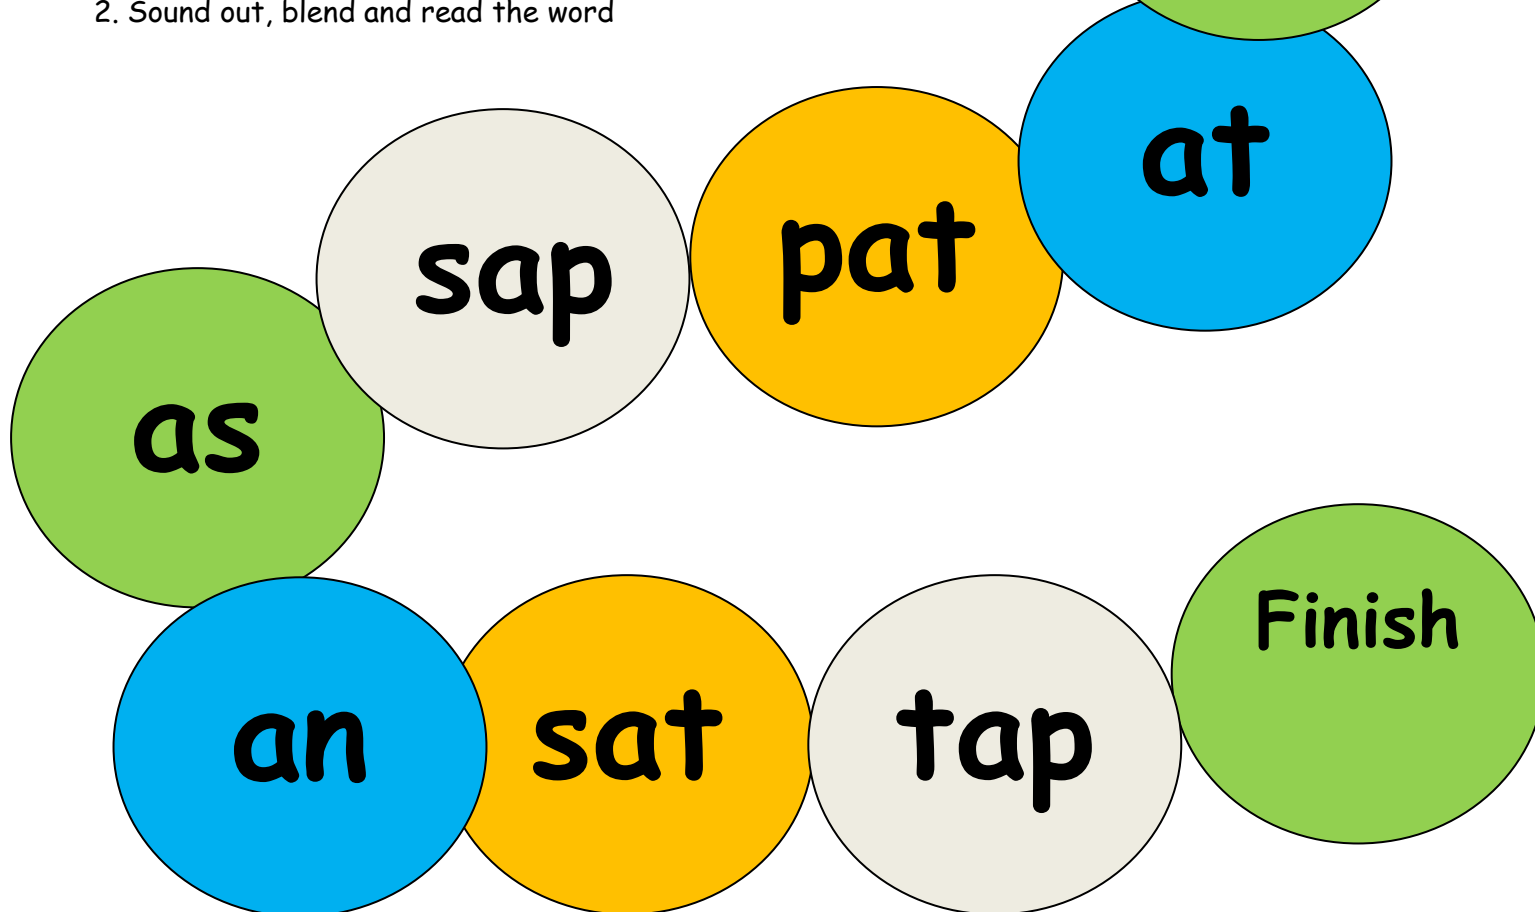 2. Sound out, blend and read the word
at
pat
sap
as
an
sat
tap
Finish